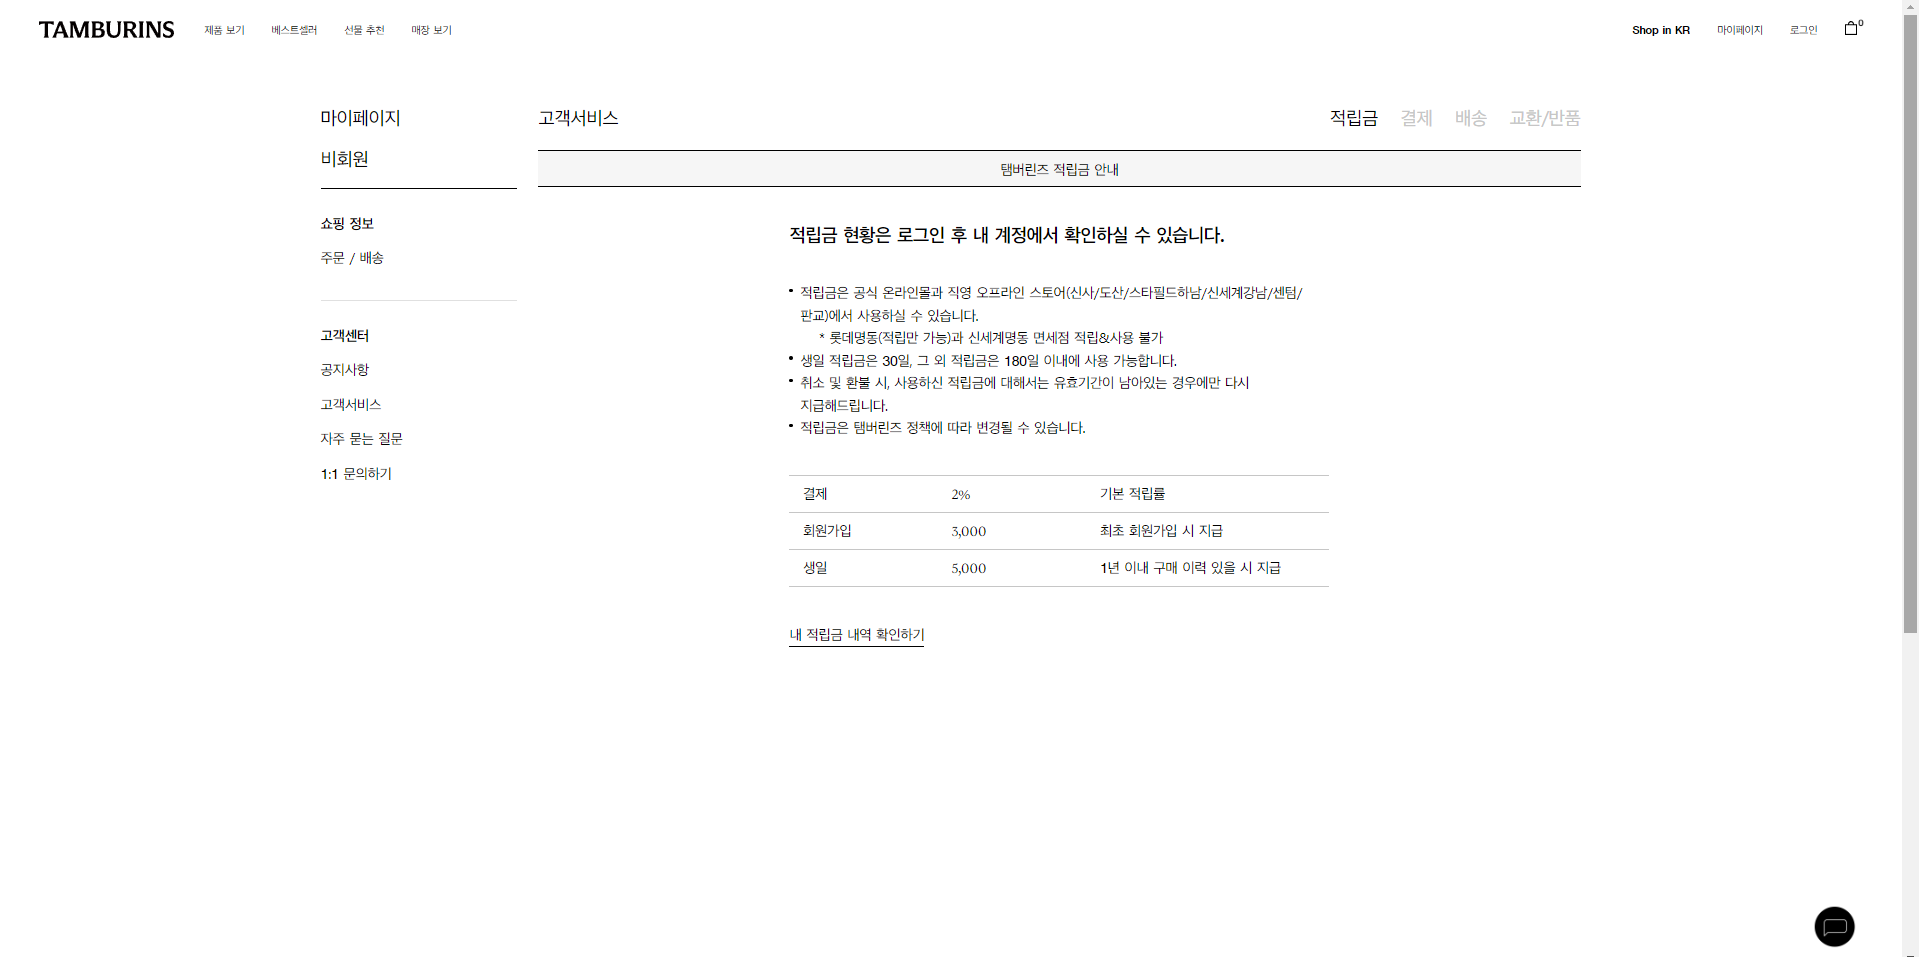 TAMBURINS 제품 보기 베스트셀러 선물 추천 매장 보기 Shop in KR 마이페이지 로그인 0
마이페이지
비회원
쇼핑 정보
주문 / 배송
고객센터
공지사항
고객서비스
자주 묻는 질문
1:1 문의하기
고객서비스 적립금 결제 배송 교환/반품
탬버린즈 적립금 안내
적립금 현황은 로그인 후 내 계정에서 확인하실 수 있습니다.
• 적립금은 공식 온라인몰과 직영 오프라인 스토어(신사/도산/스타필드하남/신세계강남/센텀/
판교)에서 사용하실 수 있습니다.
* 롯데명동(적립만 가능)과 신세계명동 면세점 적립&사용 불가
• 생일 적립금은 30일, 그 외 적립금은 180일 이내에 사용 가능합니다.
• 취소 및 환불 시, 사용하신 적립금에 대해서는 유효기간이 남아있는 경우에만 다시
지급해드립니다.
• 적립금은 탬버린즈 정책에 따라 변경될 수 있습니다.
결제 2% 기본 적립률
회원가입 3,000 최초 회원가입 시 지급
생일 5,000 1년 이내 구매 이력 있을 시 지급
내 적립금 내역 확인하기